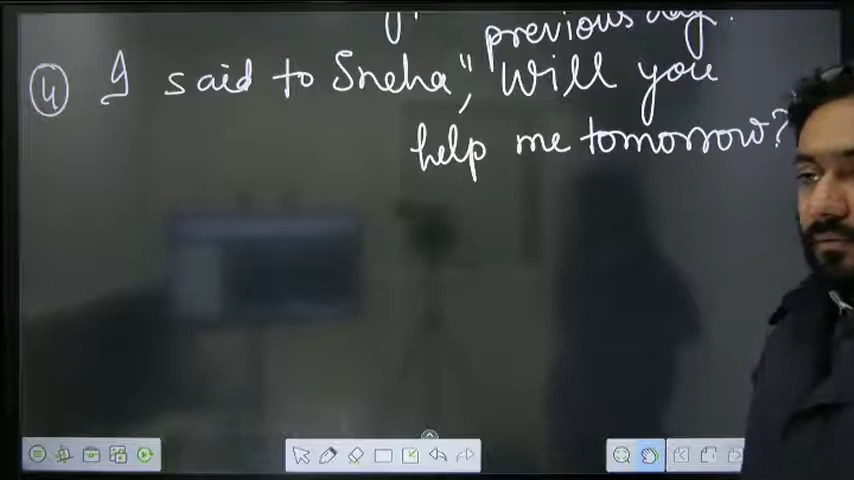 previous day.
④ I said to Sneha, "Will you
help me tomorrow?